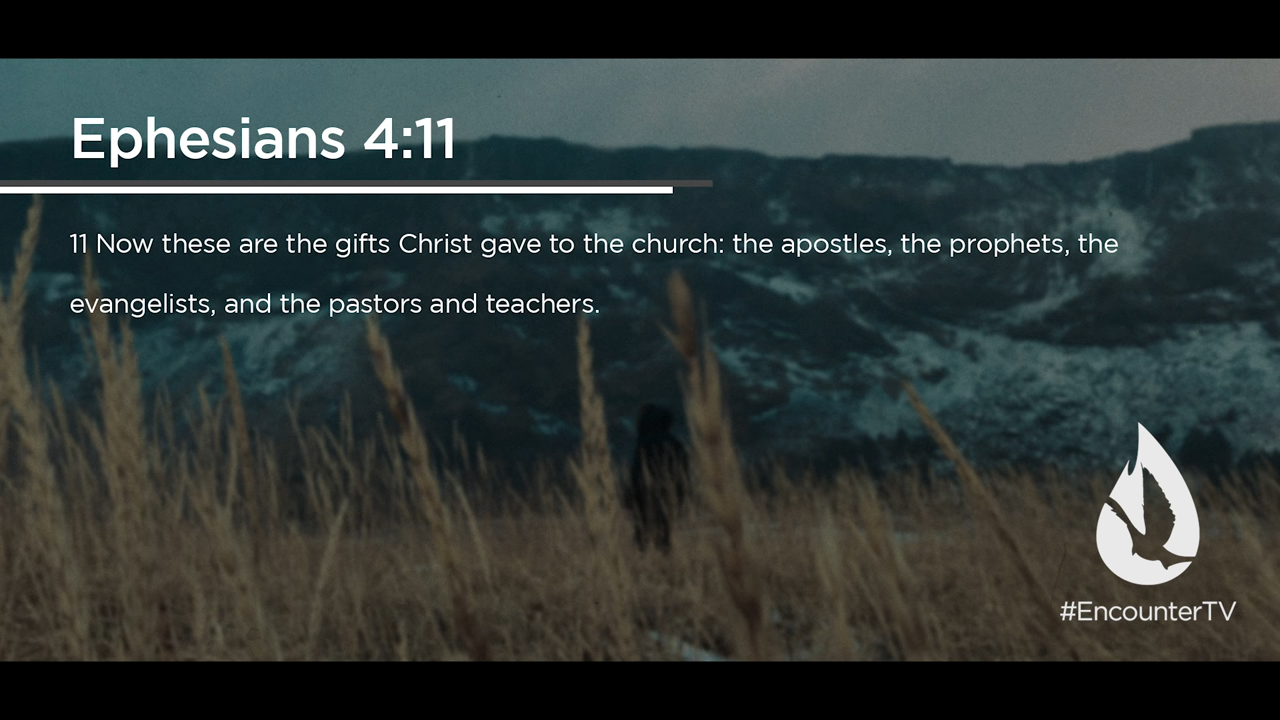 Ephesians 4:11
11 Now these are the gifts Christ gave to the church: the apostles, the prophets, the
evangelists, and the pastors and teachers.
#EncounterTV